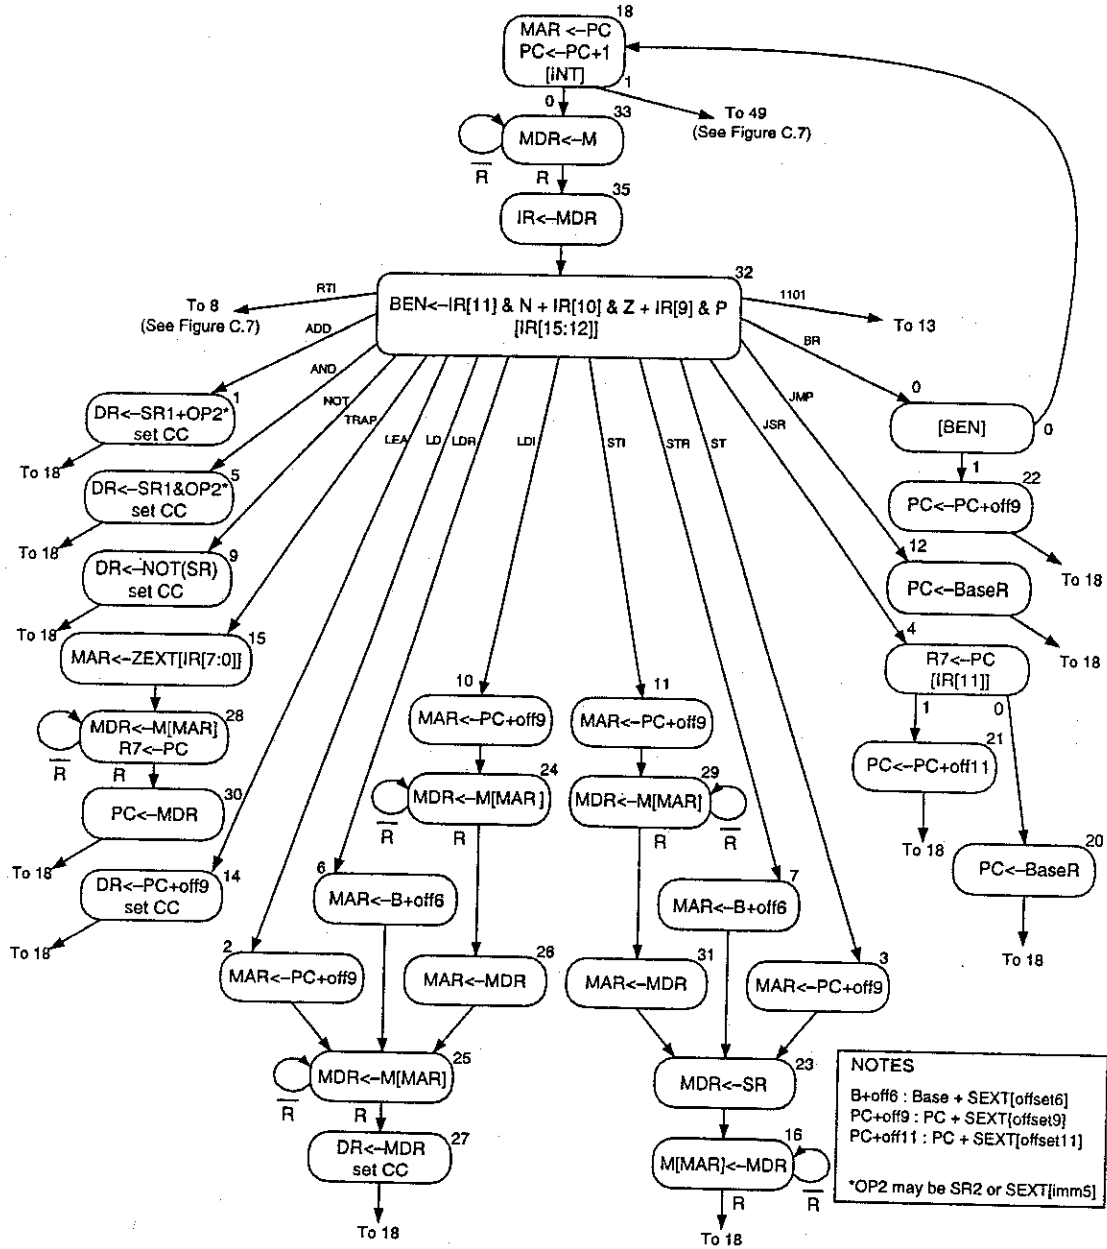 18
MAR <–PC
PC<–PC+1
[INT]
0
1
To 49
(See Figure C.7)
33
MDR<–M
R
R
35
IR<–MDR
32
BEN<–IR[11] & N + IR[10] & Z + IR[9] & P
[IR[15:12]]
RTI
To 8
(See Figure C.7)
1101
To 13
ADD
AND
NOT
TRAP
LEA
LD
LDR
LDI
STI
STR
ST
JSR
JMP
BR
1
DR<–SR1+OP2*
set CC
To 18
5
DR<–SR1&OP2*
set CC
To 18
9
DR<–NOT(SR)
set CC
To 18
15
MAR<–ZEXT[IR[7:0]]
28
MDR<–M[MAR]
R7<–PC
R
R
30
PC<–MDR
To 18
14
DR<–PC+off9
set CC
To 18
2
MAR<–PC+off9
6
MAR<–B+off6
10
MAR<–PC+off9
24
MDR<–M[MAR]
R
R
26
MAR<–MDR
25
MDR<–M[MAR]
R
R
27
DR<–MDR
set CC
To 18
11
MAR<–PC+off9
29
MDR<–M[MAR]
R
R
31
MAR<–MDR
7
MAR<–B+off6
3
MAR<–PC+off9
23
MDR<–SR
16
M[MAR]<–MDR
R
R
To 18
0
[BEN]
0
1
22
PC<–PC+off9
To 18
12
PC<–BaseR
To 18
4
R7<–PC
[IR[11]]
1
0
21
PC<–PC+off11
To 18
20
PC<–BaseR
To 18
NOTES
B+off6 : Base + SEXT[offset6]
PC+off9 : PC + SEXT[offset9]
PC+off11 : PC + SEXT[offset11]
*OP2 may be SR2 or SEXT[imm5]